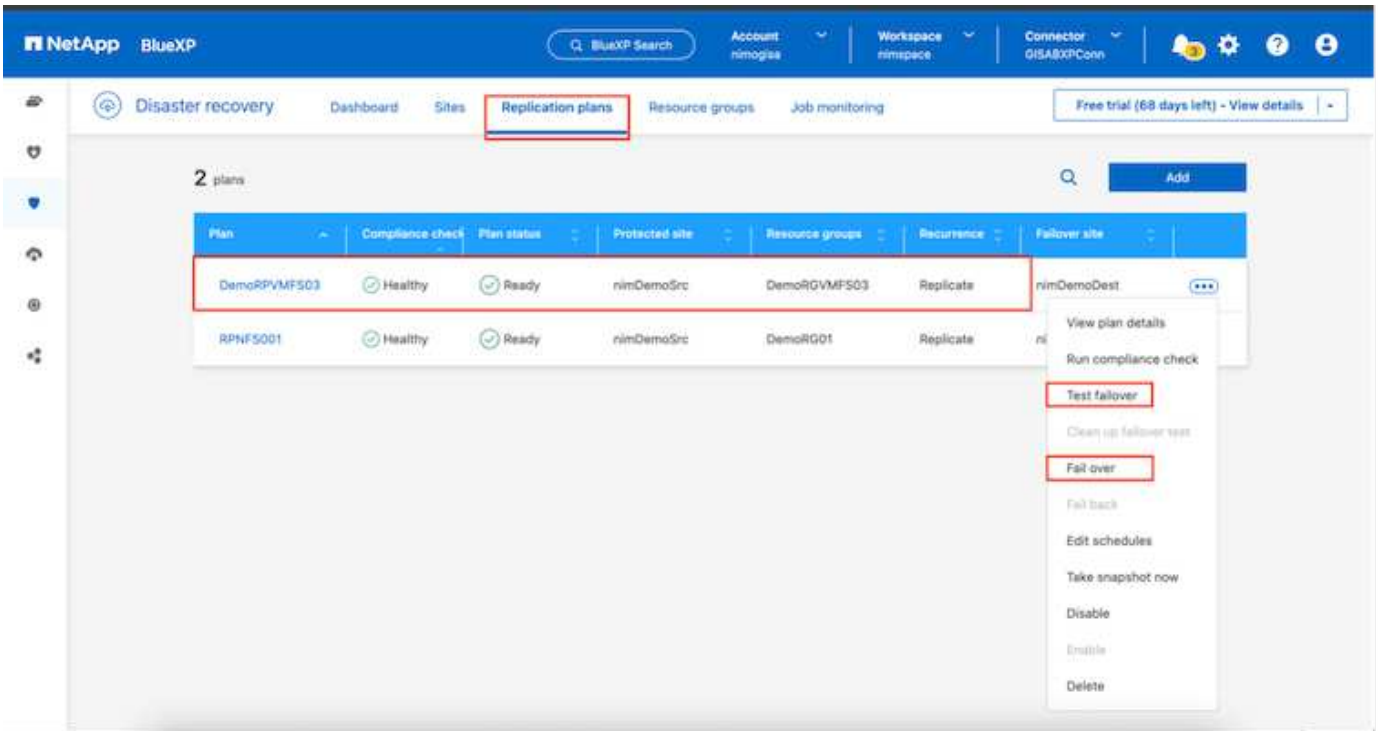 NetApp BlueXP BlueXP Search Account nimogisa Workspace nimspace Connector GISABXPConn 3
Disaster recovery Dashboard Sites Replication plans Resource groups Job monitoring Free trial (68 days left) - View details
2 plans Add
Plan Compliance check Plan status Protected site Resource groups Recurrence Failover site
DemoRPVMFS03 Healthy Ready nimDemoSrc DemoRGVMFS03 Replicate nimDemoDest
RPNFS001 Healthy Ready nimDemoSrc DemoRG01 Replicate ni
View plan details
Run compliance check
Test failover
Clean up failover test
Fail over
Fail back
Edit schedules
Take snapshot now
Disable
Enable
Delete